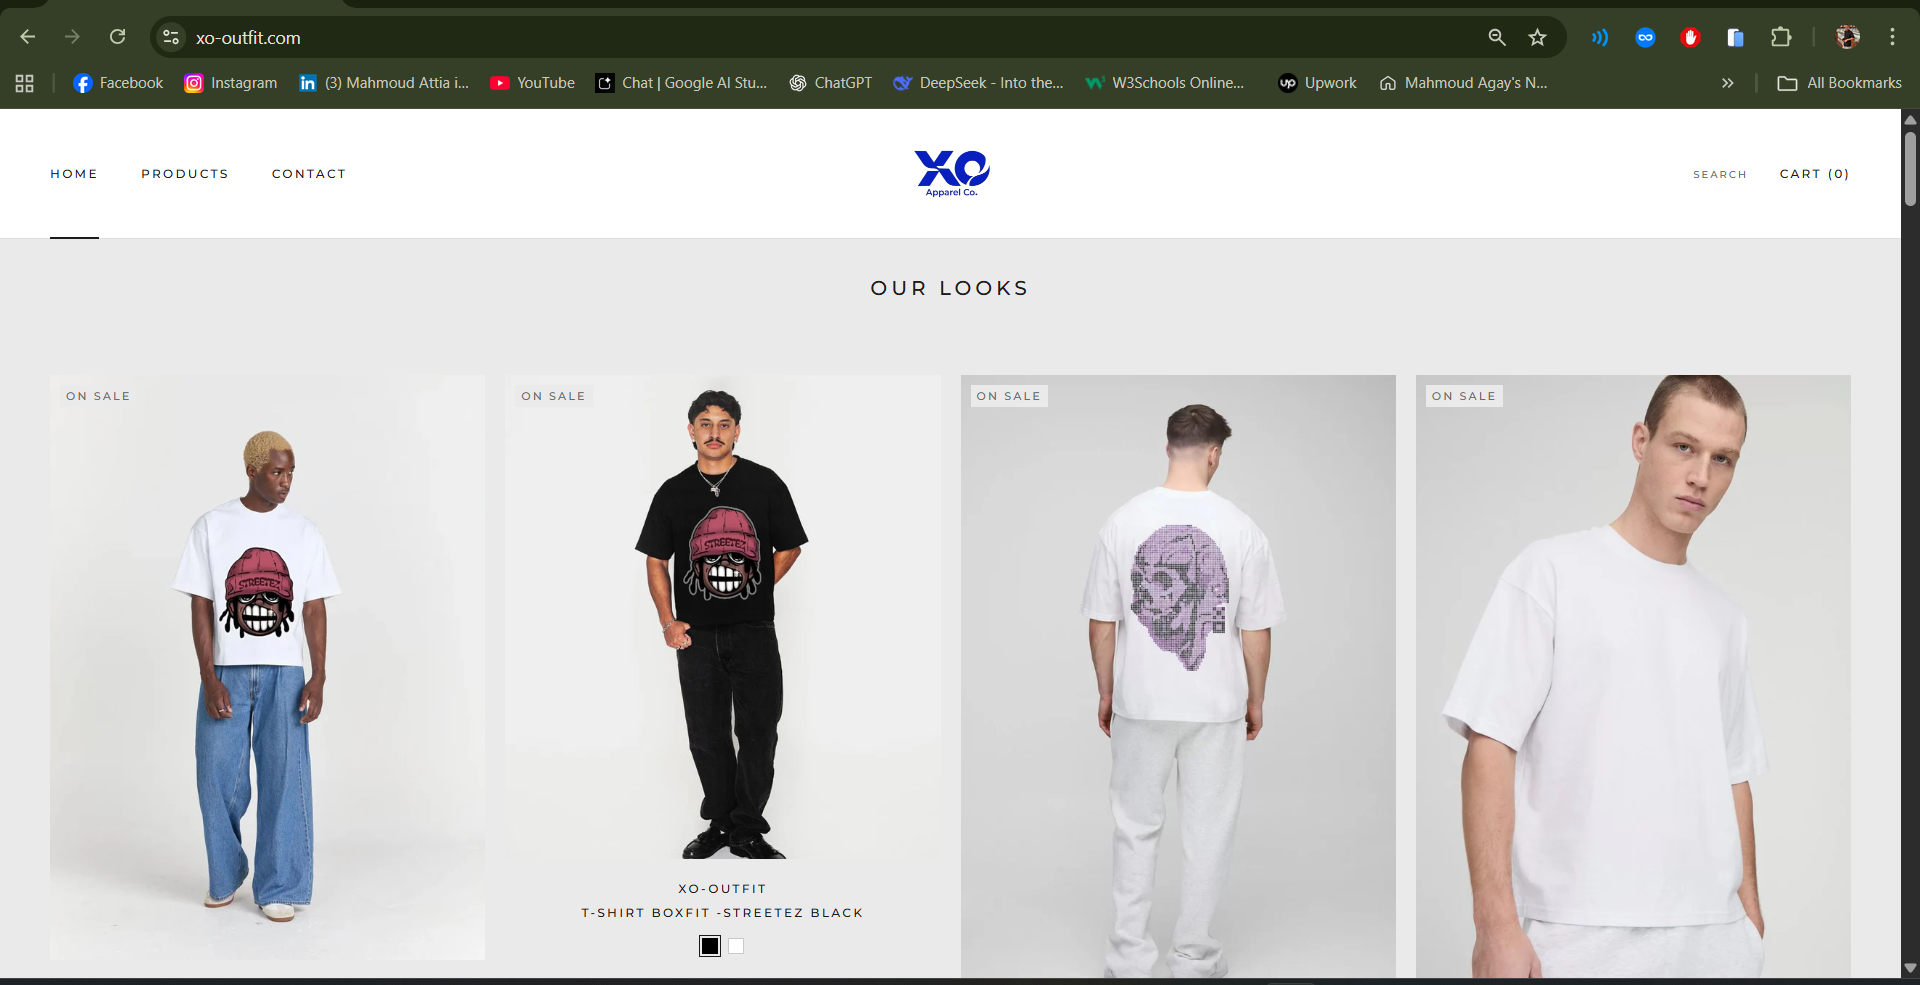 xo-outfit.com
Facebook
Instagram
(3) Mahmoud Attia i...
YouTube
Chat | Google AI Stu...
ChatGPT
DeepSeek - Into the...
W3Schools Online...
up Upwork
Mahmoud Agay's N...
All Bookmarks
HOME
PRODUCTS
CONTACT
XO
Apparel Co.
SEARCH
CART (0)
OUR LOOKS
ON SALE
ON SALE
ON SALE
ON SALE
STREETEZ
STREETEZ
XO-OUTFIT
T-SHIRT BOXFIT -STREETEZ BLACK